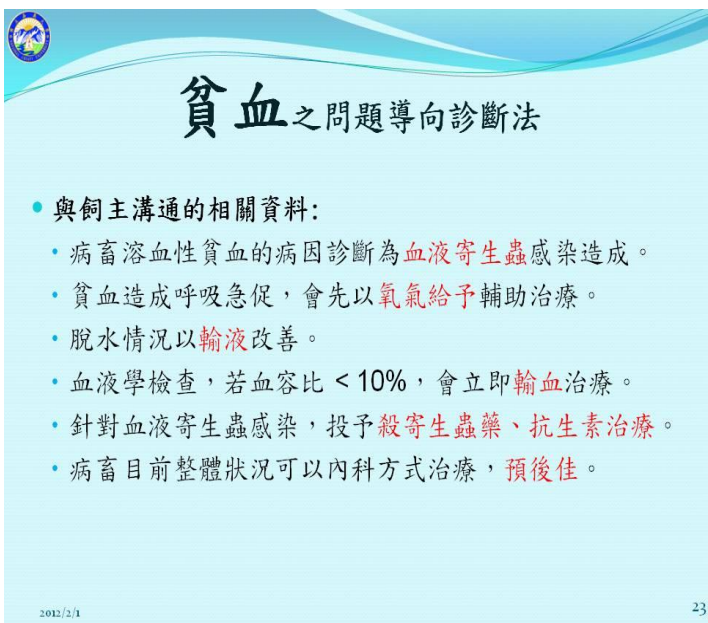 貧血之問題導向診斷法
• 與飼主溝通的相關資料:
• 病畜溶血性貧血的病因診斷為血液寄生蟲感染造成。
• 貧血造成呼吸急促，會先以氧氣給予輔助治療。
• 脫水情況以輸液改善。
• 血液學檢查，若血容比 < 10%，會立即輸血治療。
• 針對血液寄生蟲感染，投予殺寄生蟲藥、抗生素治療。
• 病畜目前整體狀況可以內科方式治療，預後佳。
2012/2/1
23